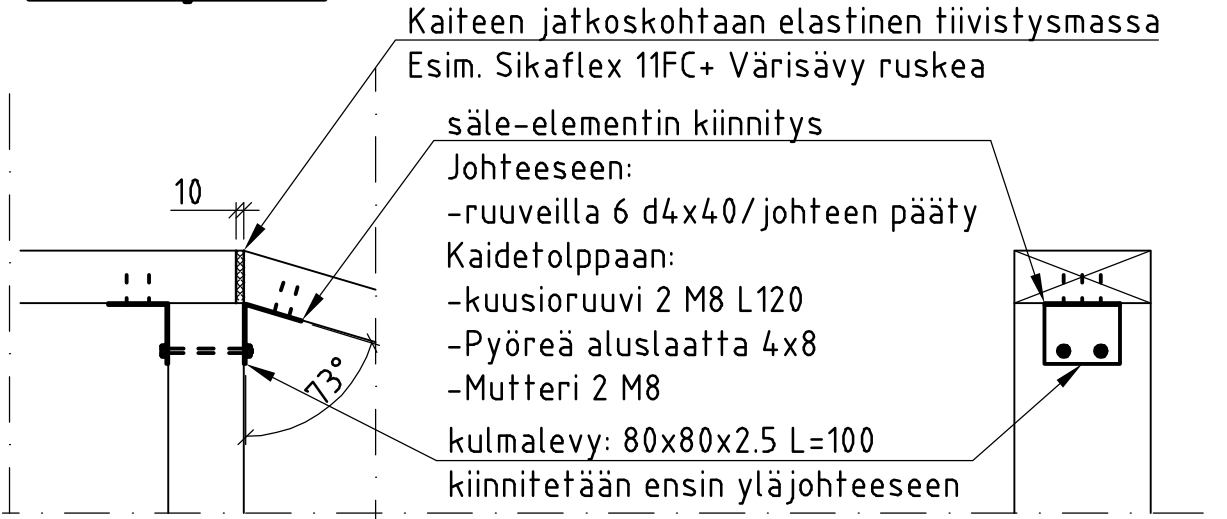 Kaiteen jatkoskohtaan elastinen tiivistysmassa
Esim. Sikaflex 11FC+ Värisävy ruskea
säle-elementin kiinnitys
Johteeseen:
-ruuveilla 6 d4x40/johteen pääty
Kaidetolppaan:
-kuusioruuvi 2 M8 L120
-Pyöreä aluslaatta 4x8
-Mutteri 2 M8
kulmalevy: 80x80x2.5 L=100
kiinnitetään ensin yläjohteeseen
10
73°